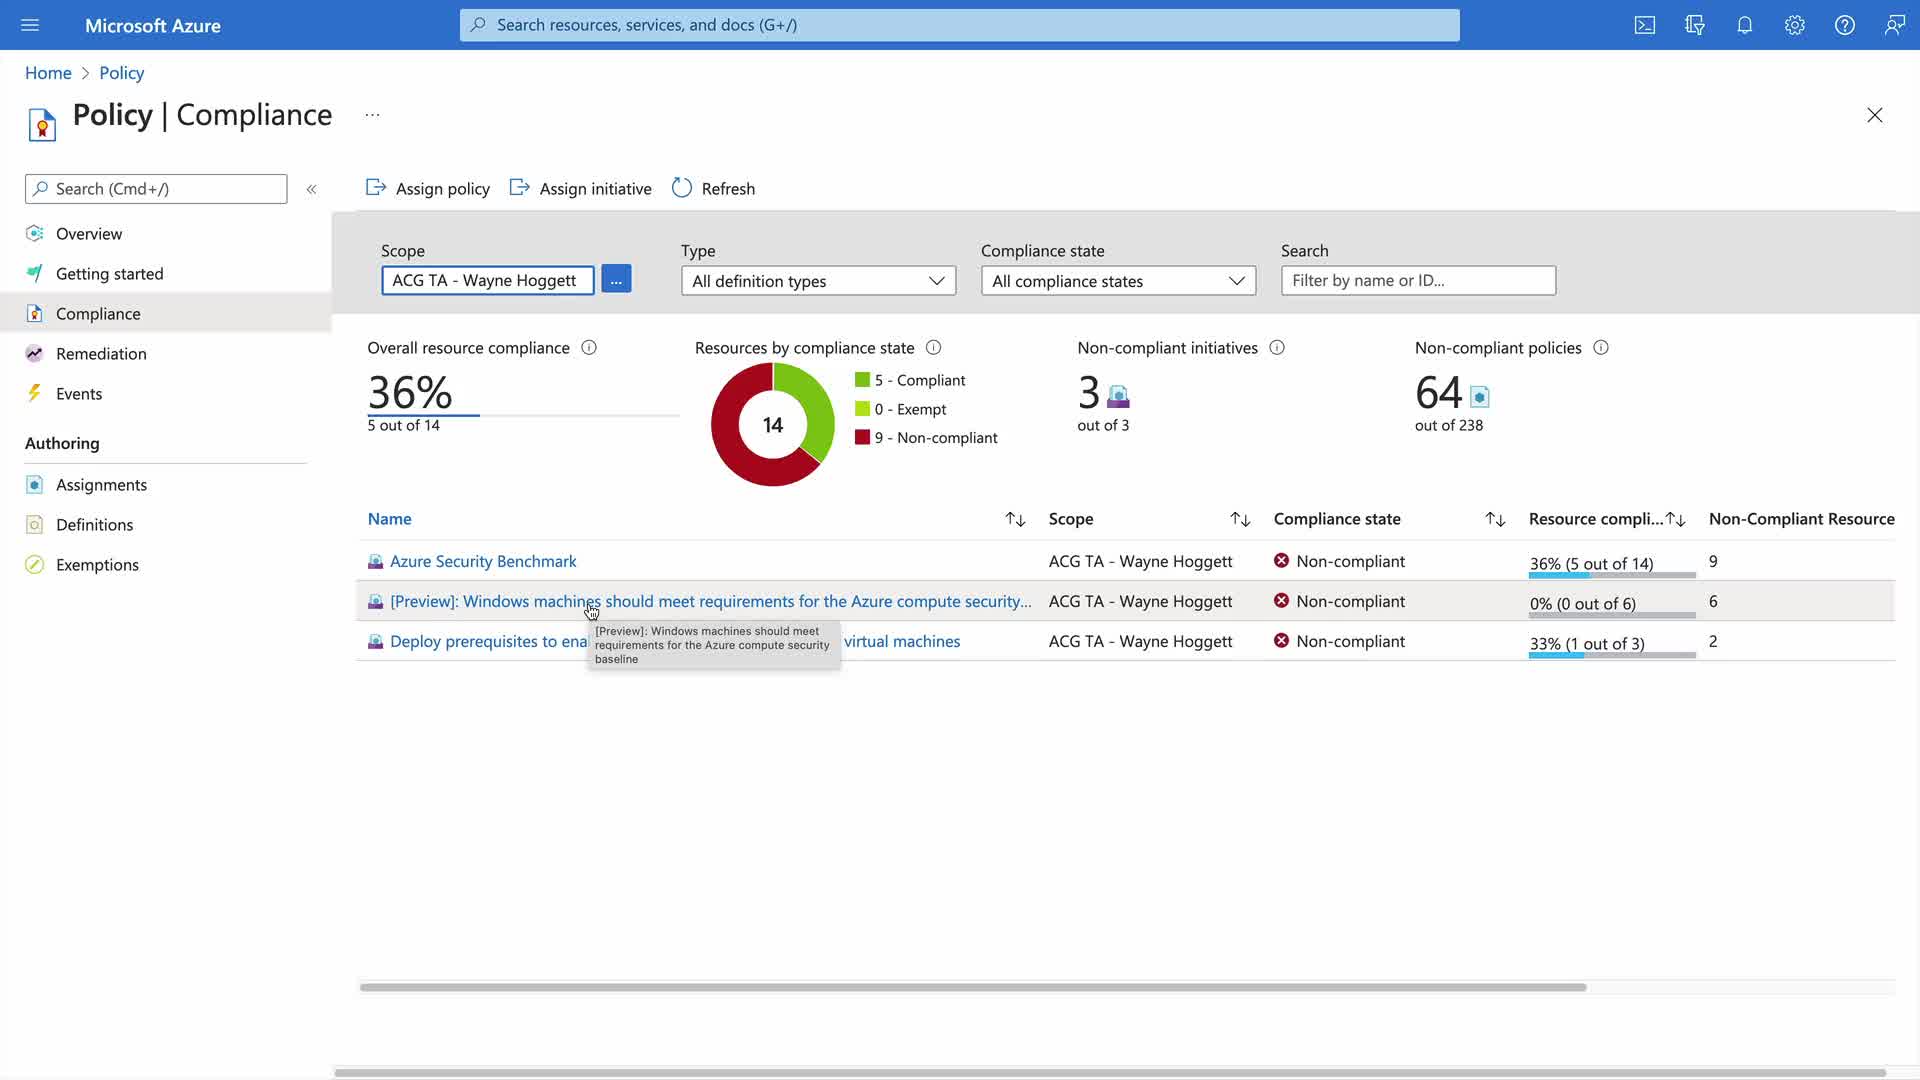 Microsoft Azure
Search resources, services, and docs (G+/)
Home > Policy
Policy | Compliance ...
Search (Cmd+/) «
Overview
Getting started
Compliance
Remediation
Events
Authoring
Assignments
Definitions
Exemptions
Assign policy Assign initiative Refresh
Scope Type Compliance state Search
ACG TA - Wayne Hoggett ... All definition types All compliance states Filter by name or ID...
Overall resource compliance
36%
5 out of 14
Resources by compliance state
14
5 - Compliant
0 - Exempt
9 - Non-compliant
Non-compliant initiatives
3
out of 3
Non-compliant policies
64
out of 238
Name Scope Compliance state Resource compli... Non-Compliant Resource
Azure Security Benchmark ACG TA - Wayne Hoggett Non-compliant 36% (5 out of 14) 9
[Preview]: Windows machines should meet requirements for the Azure compute security... ACG TA - Wayne Hoggett Non-compliant 0% (0 out of 6) 6
Deploy prerequisites to ena virtual machines ACG TA - Wayne Hoggett Non-compliant 33% (1 out of 3) 2
[Preview]: Windows machines should meet
requirements for the Azure compute security
baseline